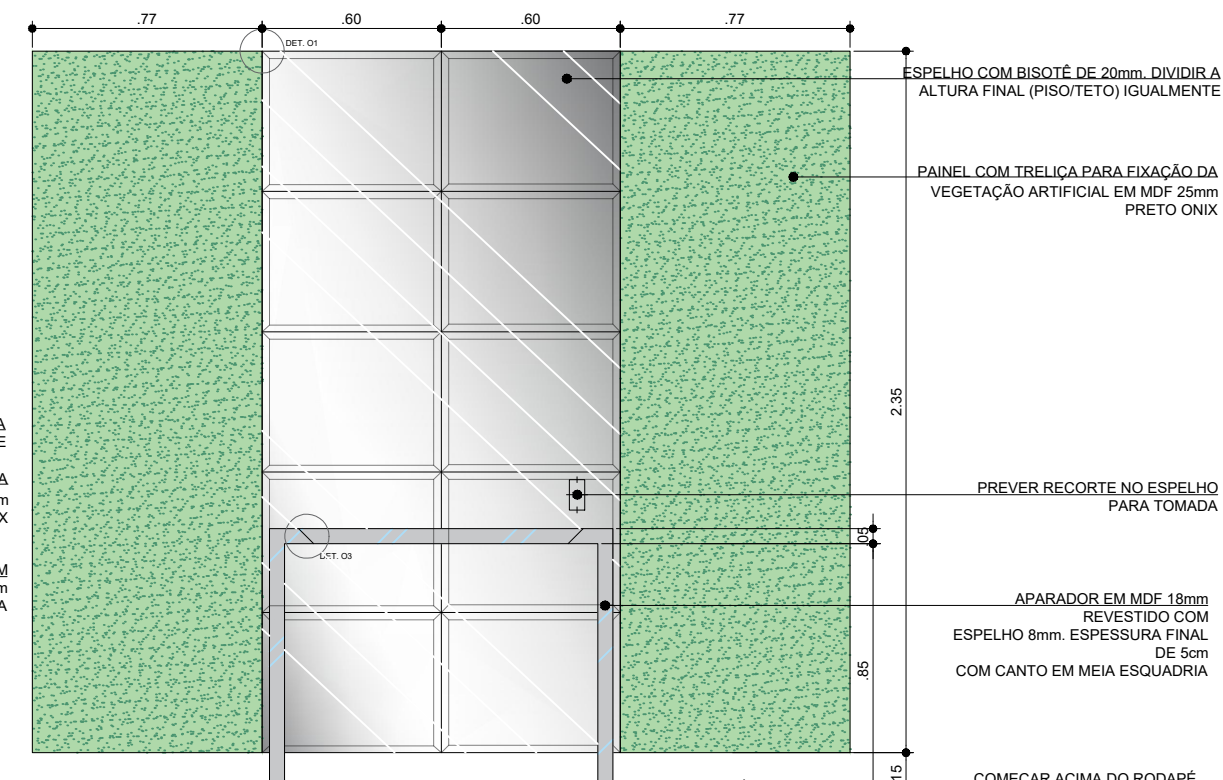 .77
.60
.60
.77
DET. O1
ESPELHO COM BISOTÊ DE 20mm. DIVIDIR A
ALTURA FINAL (PISO/TETO) IGUALMENTE
PAINEL COM TRELIÇA PARA FIXAÇÃO DA
VEGETAÇÃO ARTIFICIAL EM MDF 25mm
PRETO ONIX
2.35
A
E
A
m
X
PREVER RECORTE NO ESPELHO
PARA TOMADA
.05
DET. O3
M
m
A
APARADOR EM MDF 18mm
REVESTIDO COM
ESPELHO 8mm. ESPESSURA FINAL
DE 5cm
COM CANTO EM MEIA ESQUADRIA
.85
15
COMEÇAR ACIMA DO RODAPÉ